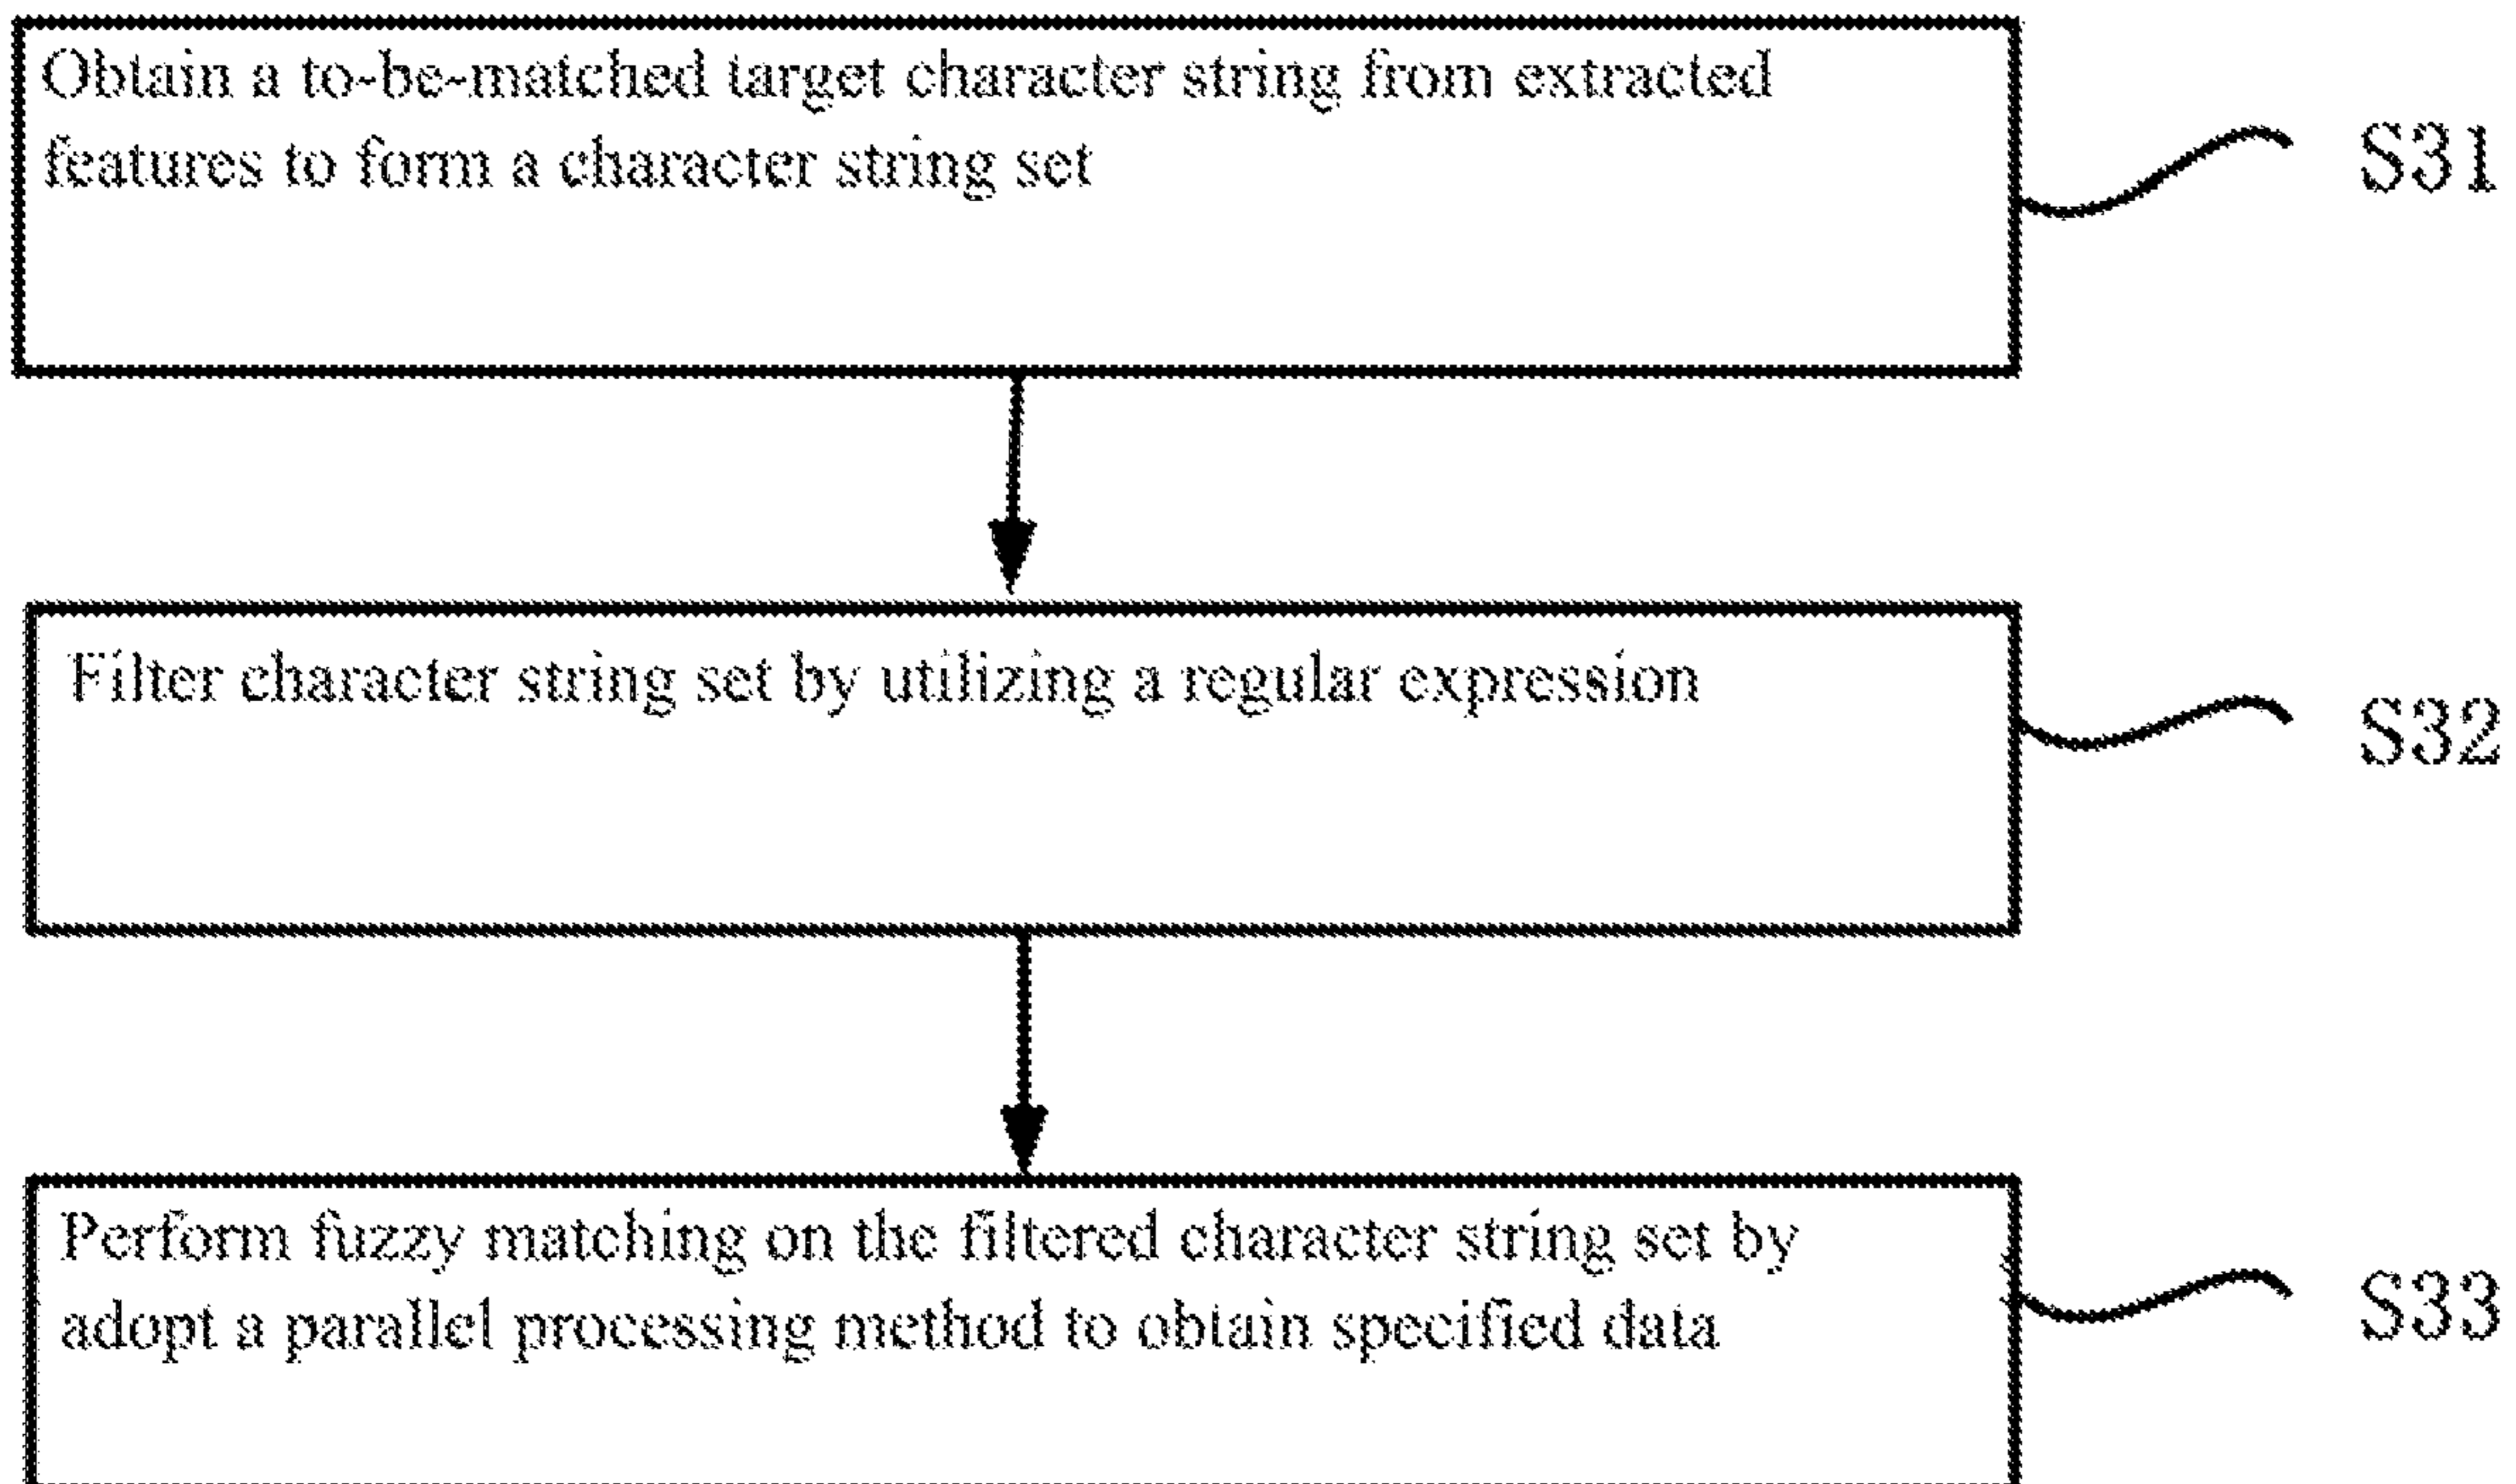 Obtain a to-be-matched target character string from extracted
features to form a character string set
S31
Filter character string set by utilizing a regular expression
S32
Perform fuzzy matching on the filtered character string set by
adopt a parallel processing method to obtain specified data
S33